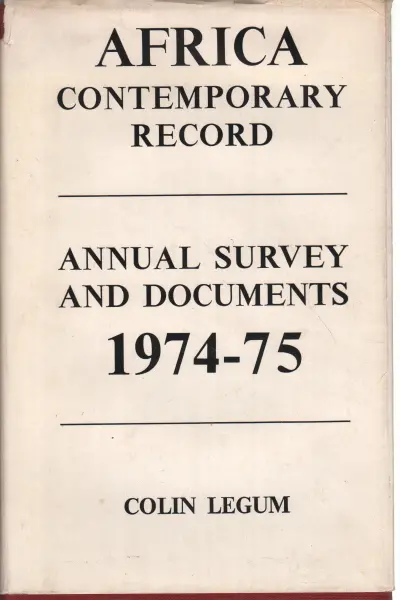 AFRICA
CONTEMPORARY
RECORD
ANNUAL SURVEY
AND DOCUMENTS
1974-75
COLIN LEGUM